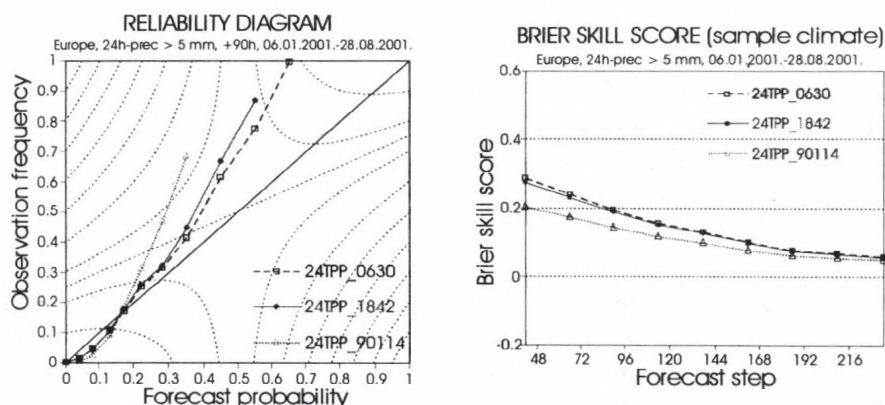 RELIABILITY DIAGRAM
Europe, 24h-prec > 5 mm, +90h, 06.01.2001.-28.08.2001.
Observation frequency
1
0.9
0.8
0.7
0.6
0.5
0.4
0.3
0.2
0.1
0
24TPP_0630
24TPP_1842
24TPP_90114
0 0.1 0.2 0.3 0.4 0.5 0.6 0.7 0.8 0.9 1
Forecast probability
BRIER SKILL SCORE (sample climate)
Europe, 24h-prec > 5 mm, 06.01.2001.-28.08.2001.
Brier skill score
0.6
0.4
0.2
0
-0.2
24TPP_0630
24TPP_1842
24TPP_90114
48 72 96 120 144 168 192 216
Forecast step